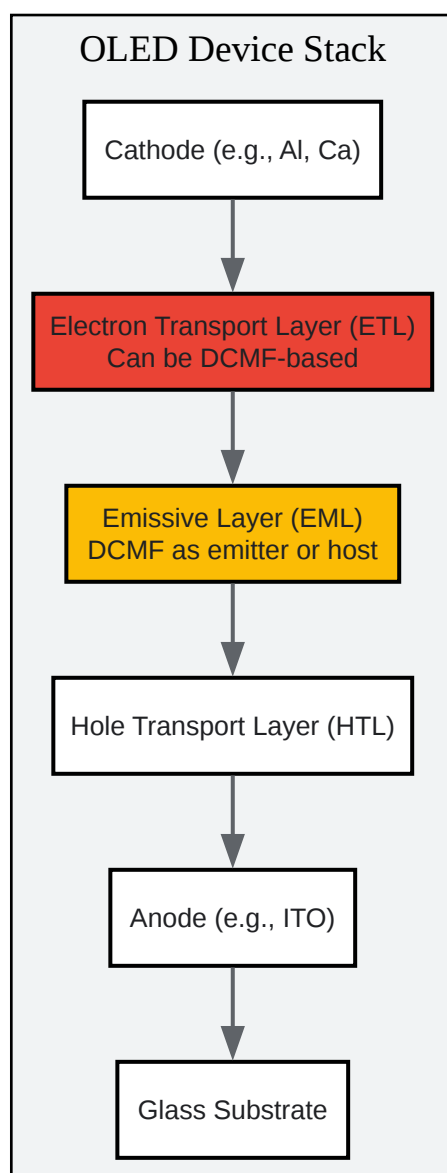 OLED Device Stack
Cathode (e.g., Al, Ca)
Electron Transport Layer (ETL)
Can be DCMF-based
Emissive Layer (EML)
DCMF as emitter or host
Hole Transport Layer (HTL)
Anode (e.g., ITO)
Glass Substrate